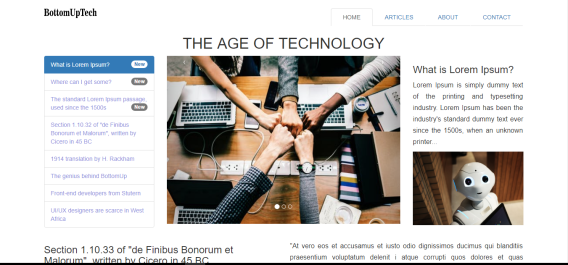 BottomUpTech
HOME ARTICLES ABOUT CONTACT
THE AGE OF TECHNOLOGY
What is Lorem Ipsum? New
Where can I get some? New
The standard Lorem Ipsum passage,
used since the 1500s New
Section 1.10.32 of "de Finibus
Bonorum et Malorum", written by
Cicero in 45 BC
1914 translation by H. Rackham
The genius behind BottomUp
Front-end developers from Slatem
UI/UX designers are scarce in West
Africa
What is Lorem Ipsum?
Lorem Ipsum is simply dummy text
of the printing and typesetting
industry. Lorem Ipsum has been the
industry's standard dummy text ever
since the 1500s, when an unknown
printer...
Section 1.10.33 of "de Finibus Bonorum et
Malorum", written by Cicero in 45 BC
"At vero eos et accusamus et iusto odio dignissimos ducimus qui blanditiis
praesentium voluptatum deleniti atque corrupti quos dolores et quas